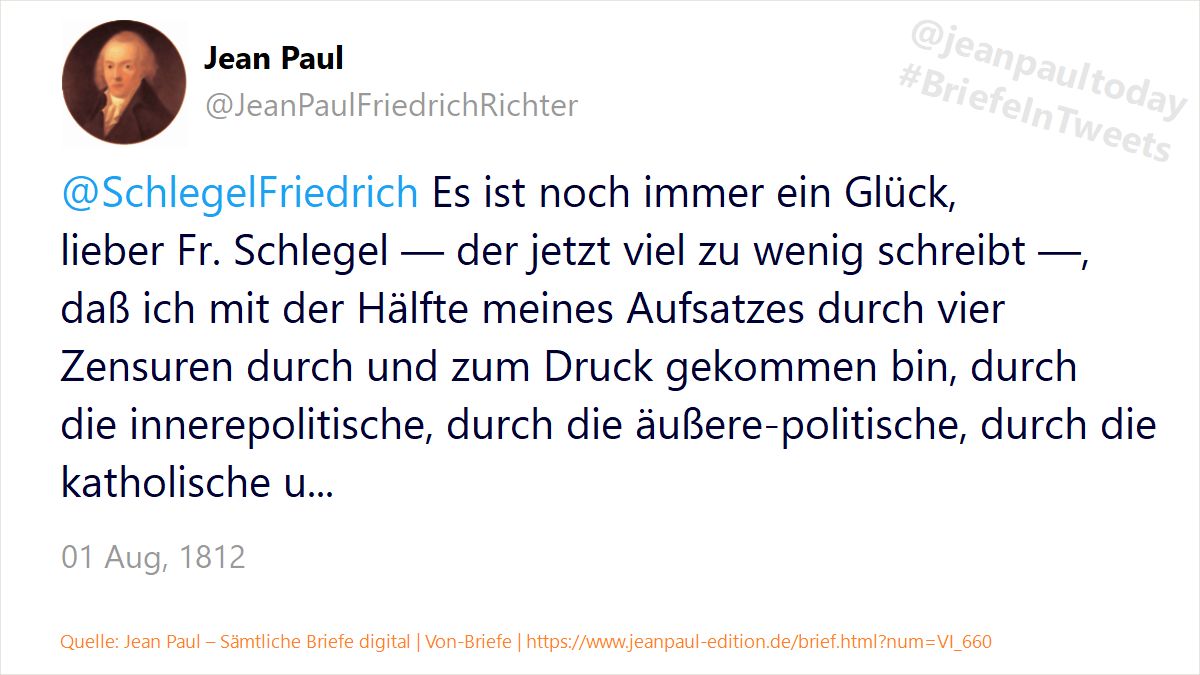 @jeanpaultoday
#BriefeInTweets
Jean Paul
@JeanPaulFriedrichRichter
@SchlegelFriedrich Es ist noch immer ein Glück,
lieber Fr. Schlegel — der jetzt viel zu wenig schreibt —,
daß ich mit der Hälfte meines Aufsatzes durch vier
Zensuren durch und zum Druck gekommen bin, durch
die innerepolitische, durch die äußere-politische, durch die
katholische u...
01 Aug, 1812
Quelle: Jean Paul – Sämtliche Briefe digital | Von-Briefe | https://www.jeanpaul-edition.de/brief.html?num=VI_660